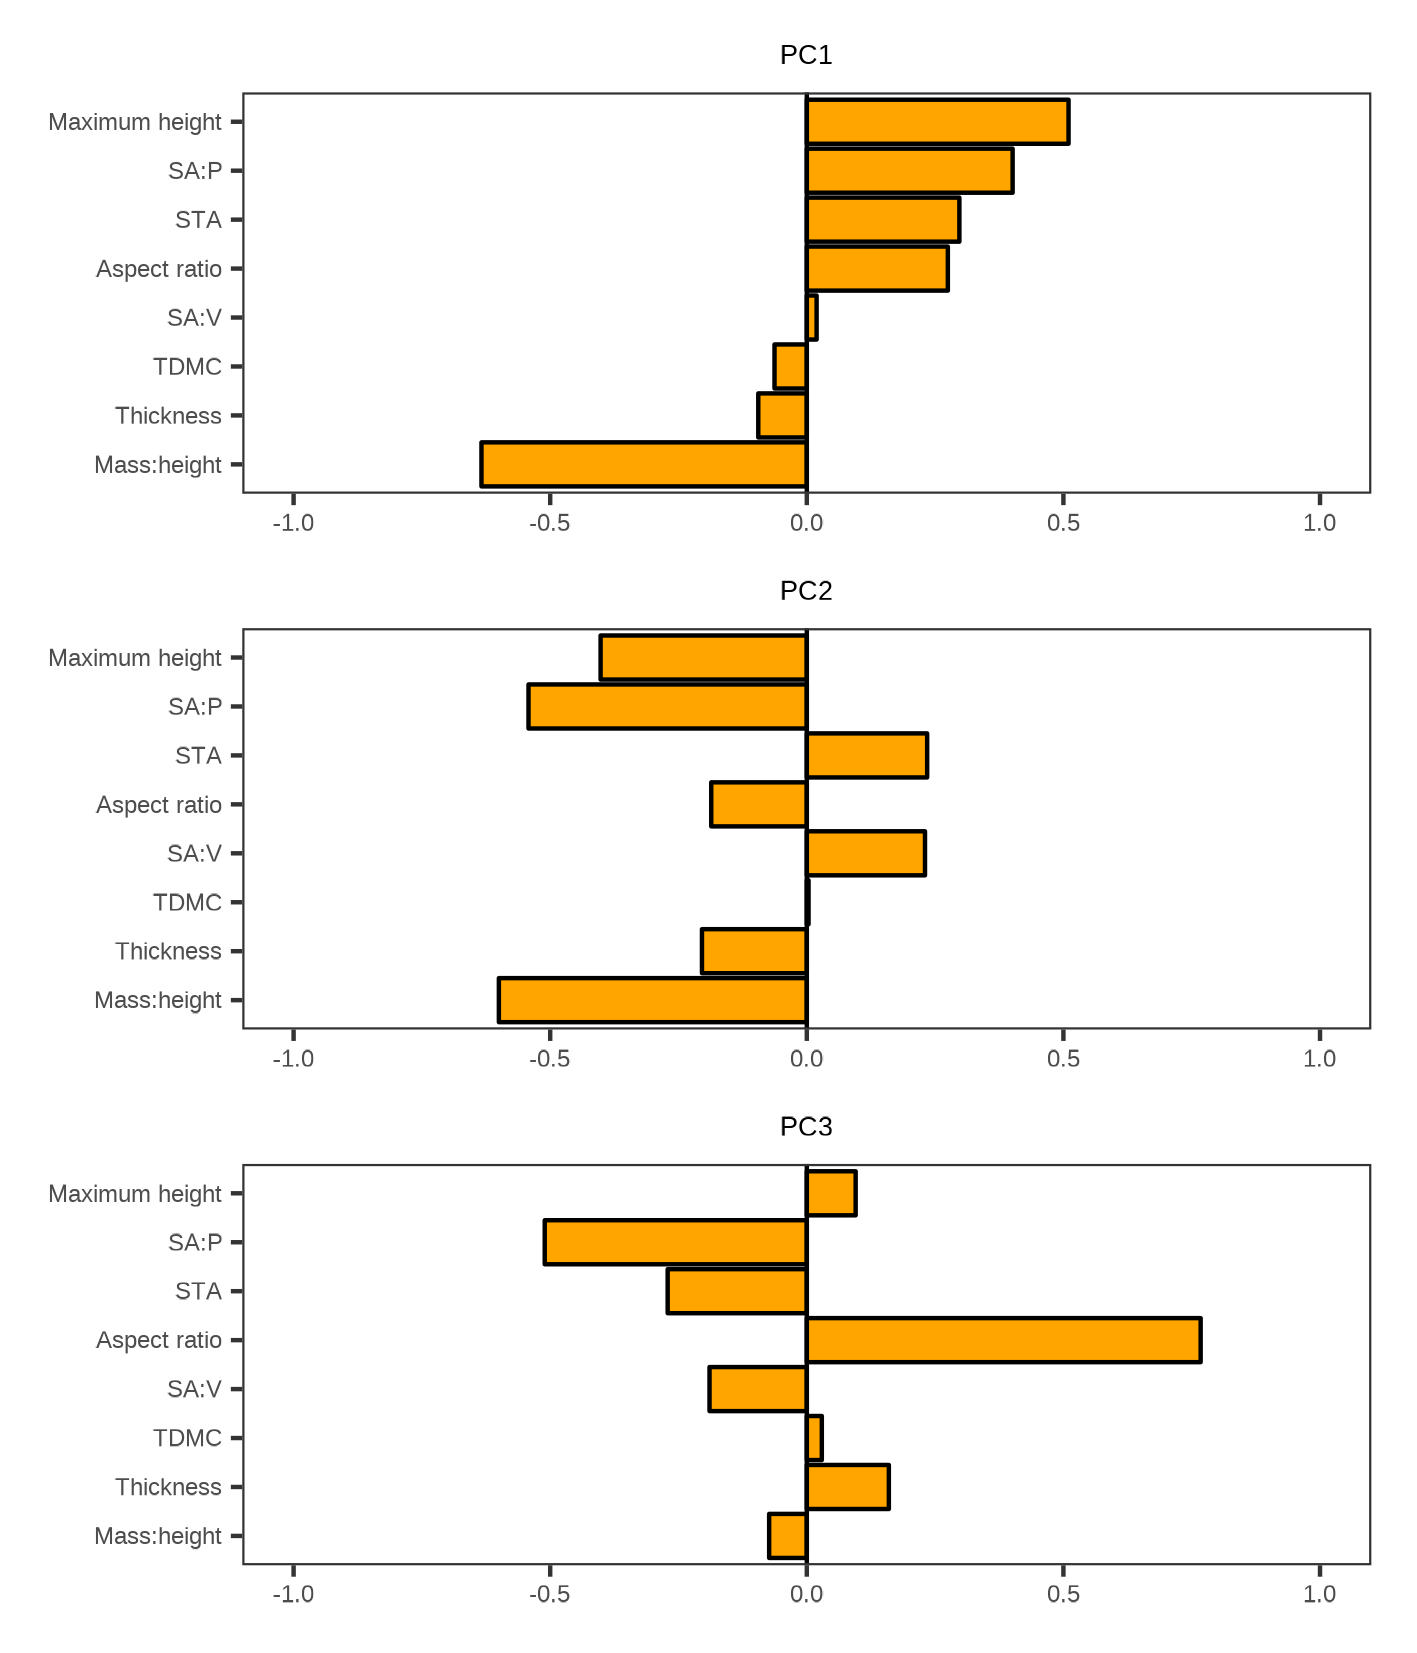 PC1
Maximum height
SA:P
STA
Aspect ratio
SA:V
TDMC
Thickness
Mass:height
-1.0 -0.5 0.0 0.5 1.0
PC2
Maximum height
SA:P
STA
Aspect ratio
SA:V
TDMC
Thickness
Mass:height
-1.0 -0.5 0.0 0.5 1.0
PC3
Maximum height
SA:P
STA
Aspect ratio
SA:V
TDMC
Thickness
Mass:height
-1.0 -0.5 0.0 0.5 1.0